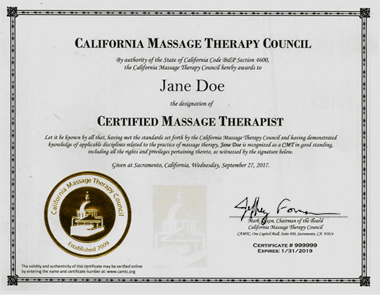 CALIFORNIA MASSAGE THERAPY COUNCIL
By authority of the State of California Code B&P Section 4600,
the California Massage Therapy Council hereby awards to
Jane Doe
the designation of
CERTIFIED MASSAGE THERAPIST
Let it be known by all that, having met the standards set forth by the California Massage Therapy Council and having demonstrated
knowledge of applicable disciplines related to the practice of massage therapy, Jane Doe is recognized as a CMT in good standing,
including all the rights and privileges pertaining thereto, as witnessed by the signature below.
Given at Sacramento, California, Wednesday, September 27, 2017.
California Massage Therapy Council
Established 2009
Chairman of the Board
California Massage Therapy Council
CAMTC, One Capitol Mall, Suite 800, Sacramento, CA 95814
CERTIFICATE # 999999
EXPIRES: 1/31/2019
The validity and authenticity of this certificate may be verified online
by entering the name and certificate number at: www.camtc.org